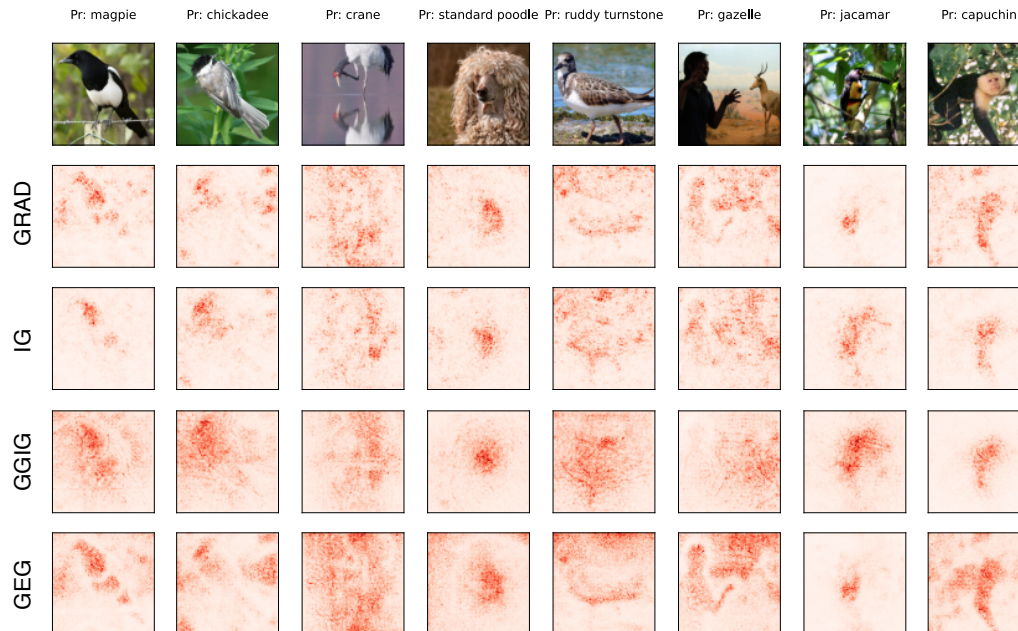 Pr: magpie
Pr: chickadee
Pr: crane
Pr: standard poodle
Pr: ruddy turnstone
Pr: gazelle
Pr: jacamar
Pr: capuchin
GRAD
IG
GGIG
GEG